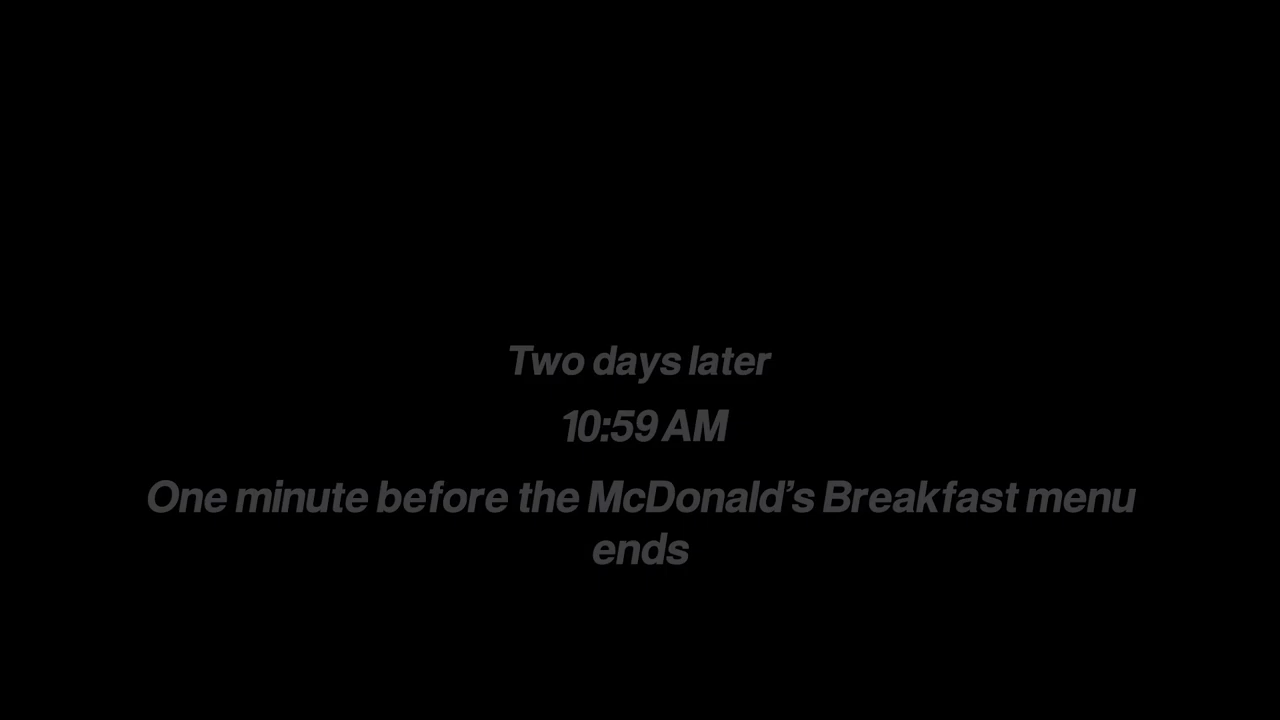 Two days later
10:59 AM
One minute before the McDonald’s Breakfast menu
ends